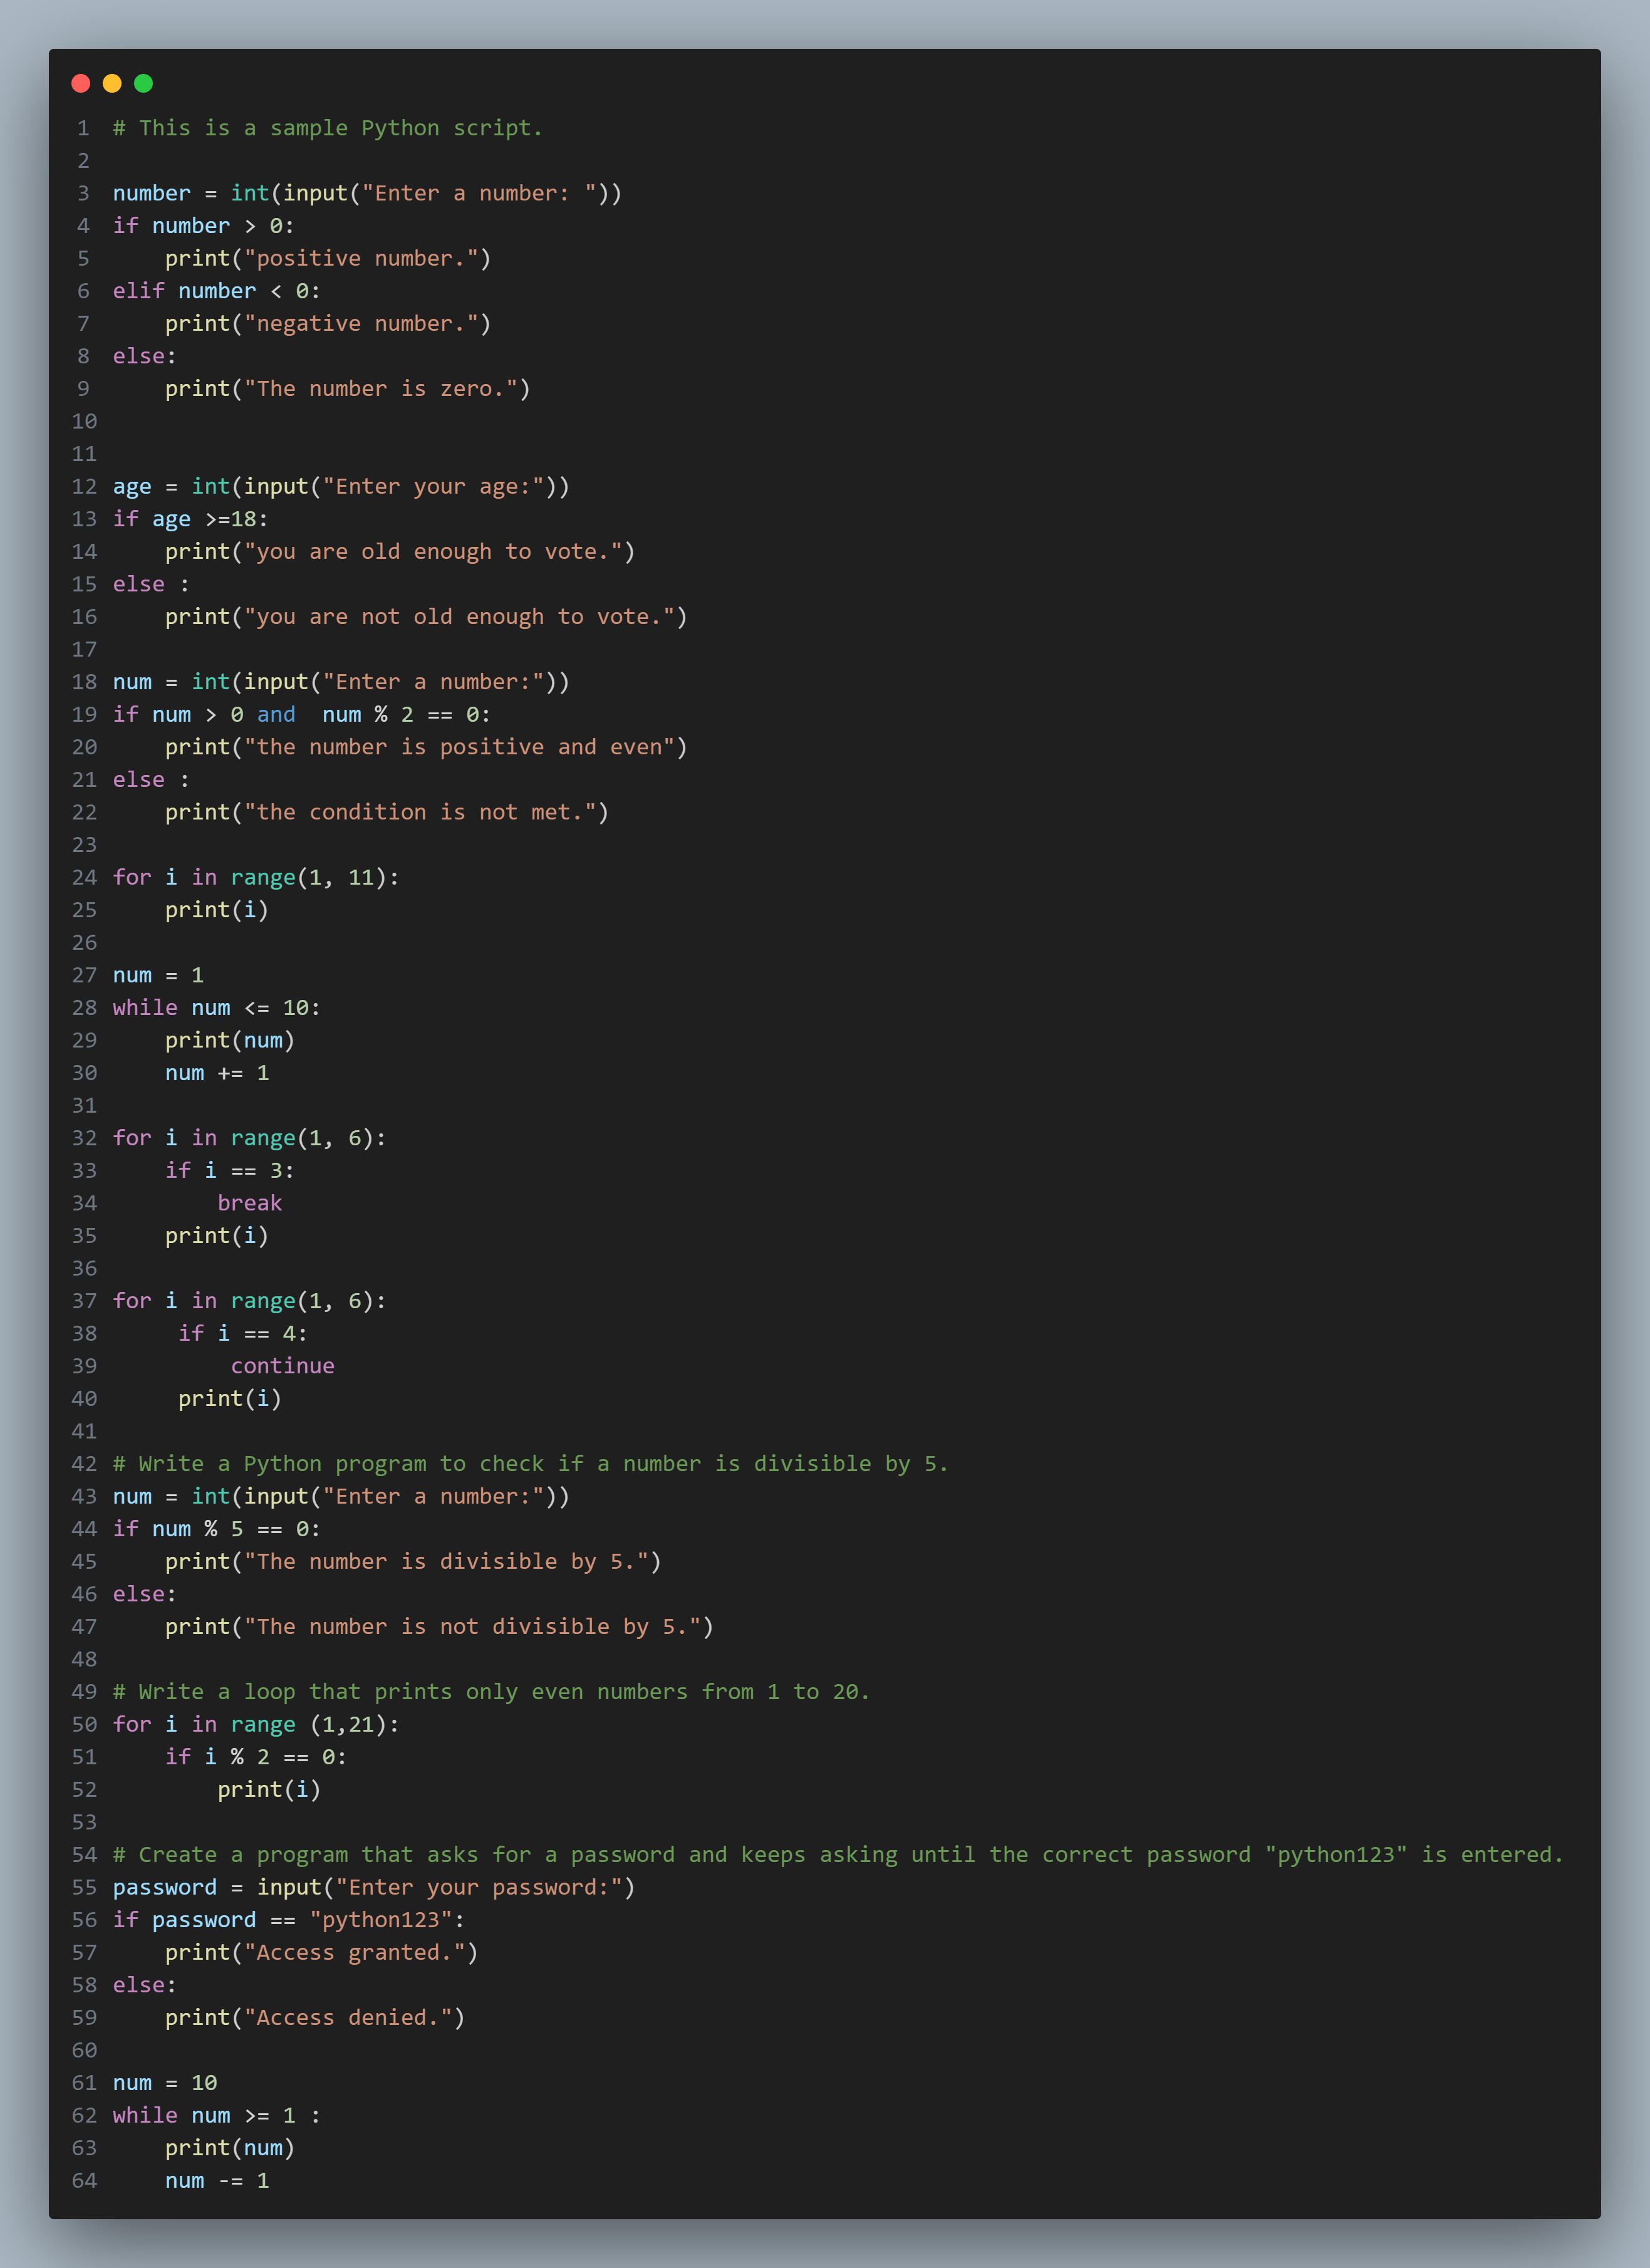 1 # This is a sample Python script.
2
3 number = int(input("Enter a number: "))
4 if number > 0:
5     print("positive number.")
6 elif number < 0:
7     print("negative number.")
8 else:
9     print("The number is zero.")
10
11
12 age = int(input("Enter your age:"))
13 if age >=18:
14     print("you are old enough to vote.")
15 else :
16     print("you are not old enough to vote.")
17
18 num = int(input("Enter a number:"))
19 if num > 0 and  num % 2 == 0:
20     print("the number is positive and even")
21 else :
22     print("the condition is not met.")
23
24 for i in range(1, 11):
25     print(i)
26
27 num = 1
28 while num <= 10:
29     print(num)
30     num += 1
31
32 for i in range(1, 6):
33     if i == 3:
34         break
35     print(i)
36
37 for i in range(1, 6):
38      if i == 4:
39          continue
40      print(i)
41
42 # Write a Python program to check if a number is divisible by 5.
43 num = int(input("Enter a number:"))
44 if num % 5 == 0:
45     print("The number is divisible by 5.")
46 else:
47     print("The number is not divisible by 5.")
48
49 # Write a loop that prints only even numbers from 1 to 20.
50 for i in range (1,21):
51     if i % 2 == 0:
52         print(i)
53
54 # Create a program that asks for a password and keeps asking until the correct password "python123" is entered.
55 password = input("Enter your password:")
56 if password == "python123":
57     print("Access granted.")
58 else:
59     print("Access denied.")
60
61 num = 10
62 while num >= 1 :
63     print(num)
64     num -= 1